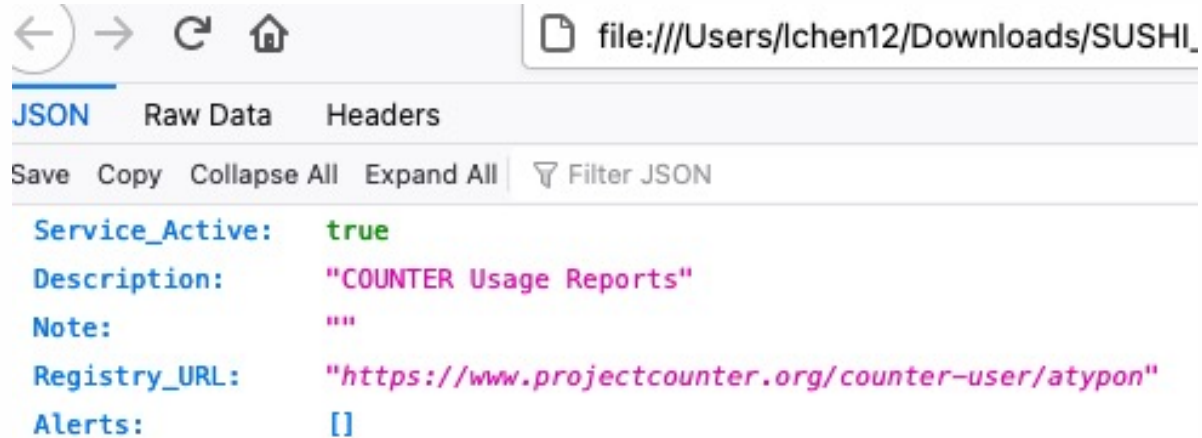 file:///Users/lchen12/Downloads/SUSHI_
JSON Raw Data Headers
Save Copy Collapse All Expand All Filter JSON
Service_Active: true
Description: "COUNTER Usage Reports"
Note: ""
Registry_URL: "https://www.projectcounter.org/counter-user/atypon"
Alerts: []